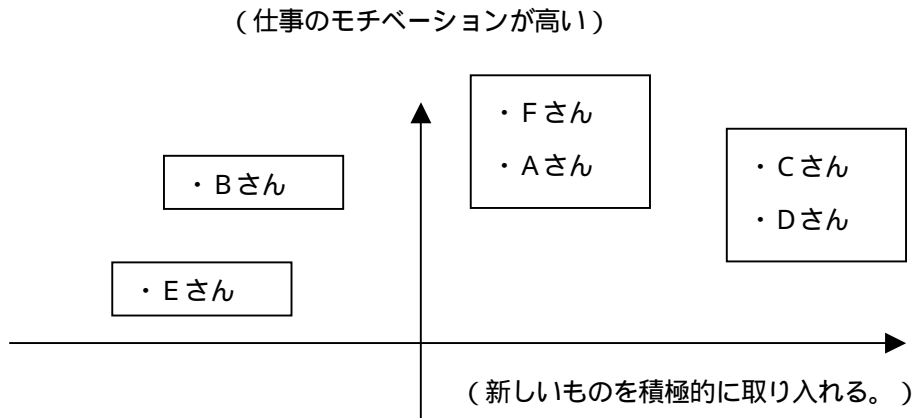 (仕事のモチベーションが高い)
・Fさん
・Aさん
・Bさん
・Cさん
・Dさん
・Eさん
(新しいものを積極的に取り入れる。)